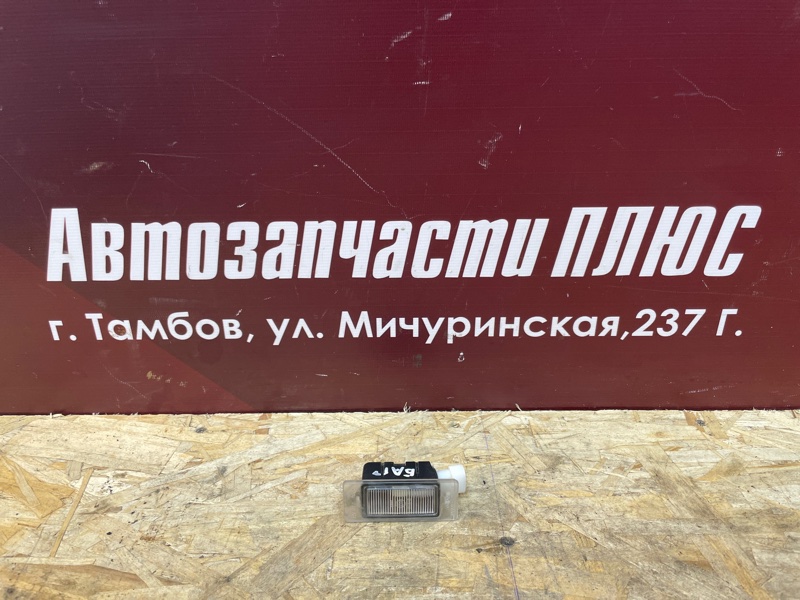 Автозапчасти ПЛЮС
г. Тамбов, ул. Мичуринская,237 Г.